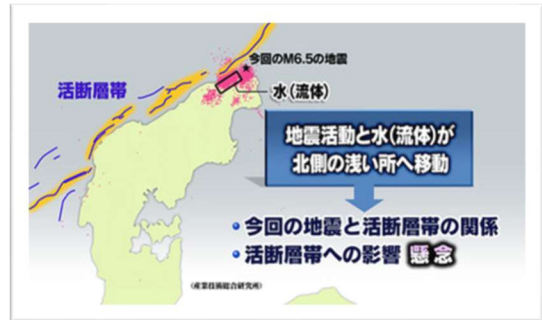 今回のM6.5の地震
活断層帯
水（流体）
地震活動と水（流体）が
北側の浅い所へ移動
・今回の地震と活断層帯の関係
・活断層帯への影響 懸念
（産業技術総合研究所）